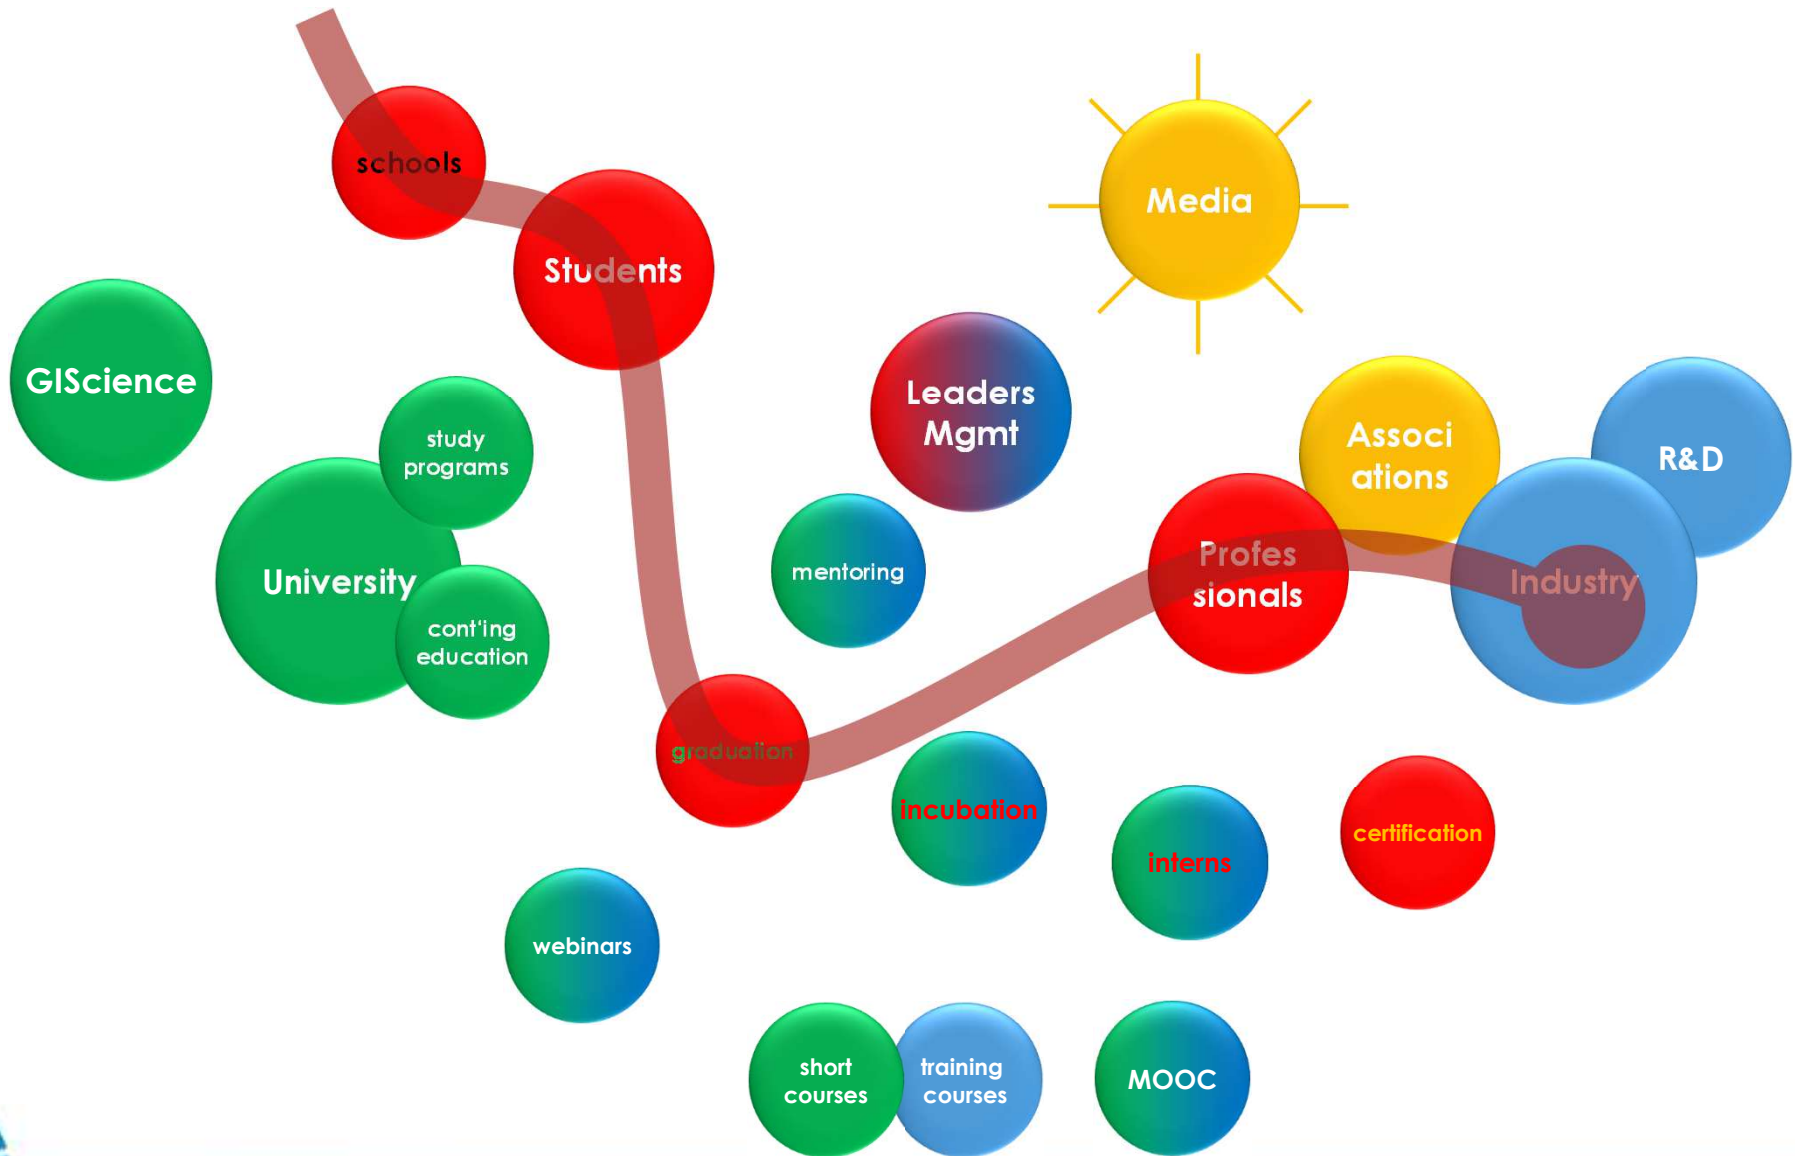 schools
Media
Students
GIScience
Leaders
Mgmt
study
programs
Associ
ations
R&D
University
mentoring
Profes
sionals
Industry
cont'ing
education
graduation
incubation
certification
interns
webinars
short
courses
training
courses
MOOC